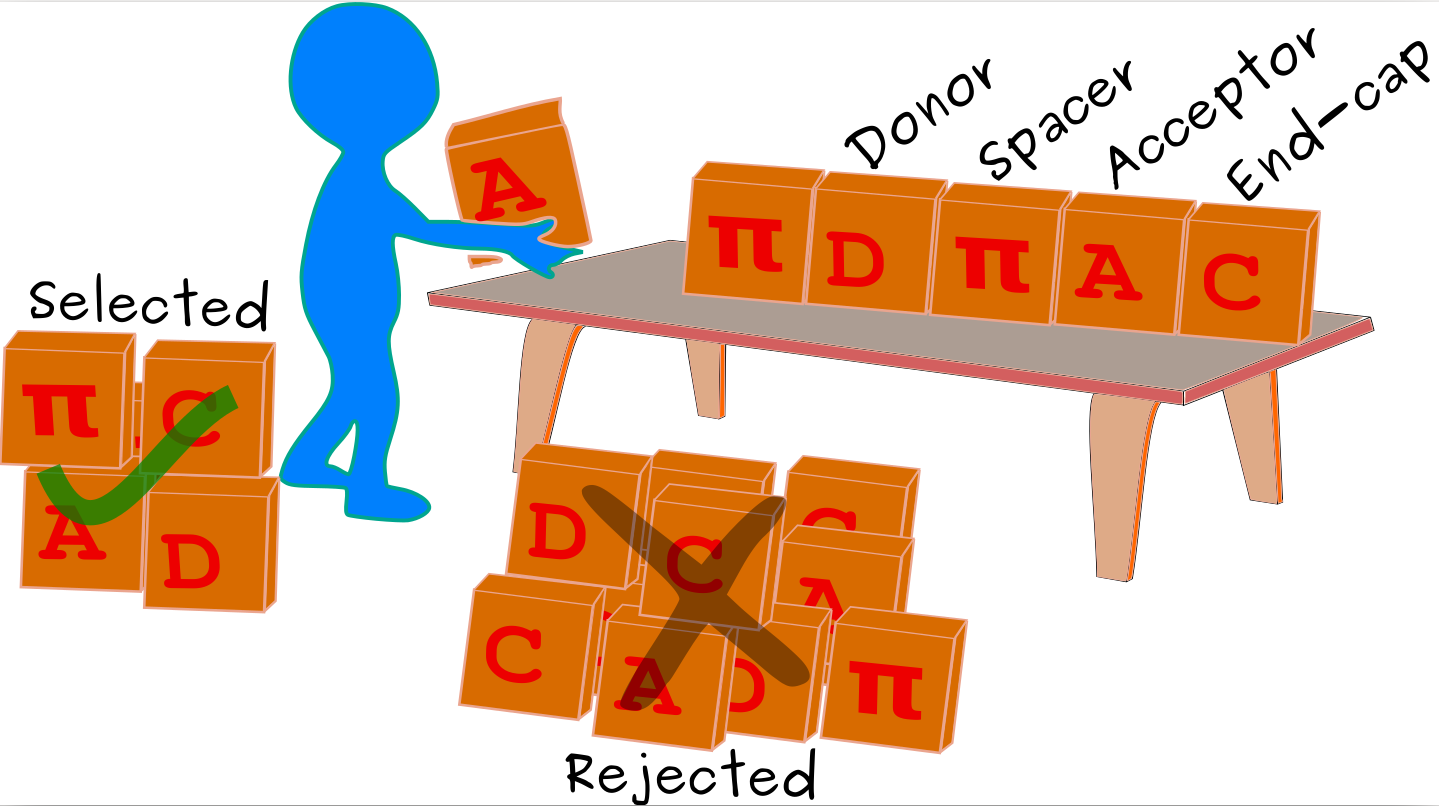 Donor
Spacer
Acceptor
End-cap
A
π D π A C
Selected
π C
A D
D C C
A
C A D π
Rejected